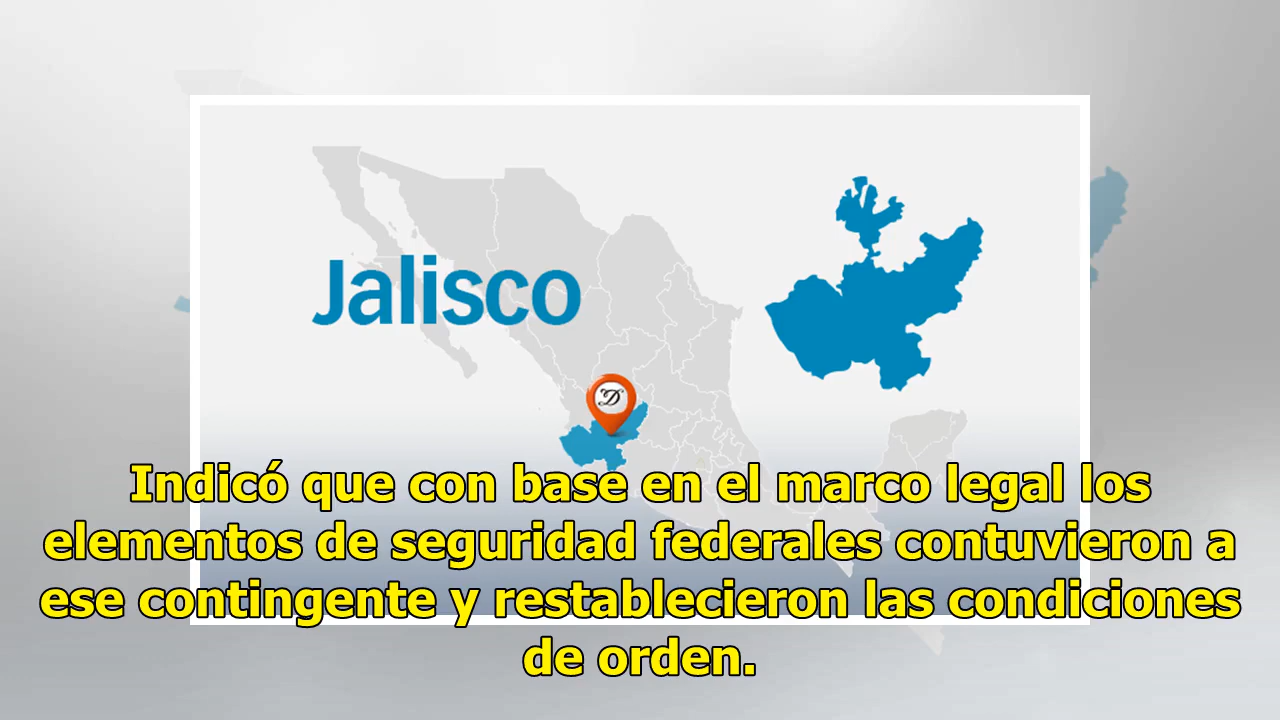 Jalisco
D
Indicó que con base en el marco legal los
elementos de seguridad federales contuvieron a
ese contingente y restablecieron las condiciones
de orden.